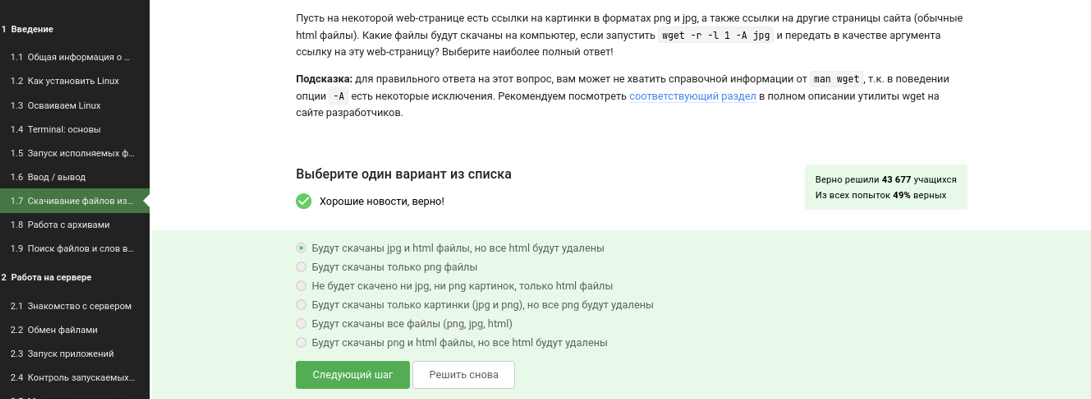 1 Введение
1.1 Общая информация о ...
1.2 Как установить Linux
1.3 Осваиваем Linux
1.4 Terminal: основы
1.5 Запуск исполняемых ф...
1.6 Ввод / вывод
1.7 Скачивание файлов из...
1.8 Работа с архивами
1.9 Поиск файлов и слов в...
2 Работа на сервере
2.1 Знакомство с сервером
2.2 Обмен файлами
2.3 Запуск приложений
2.4 Контроль запускаемых...
Пусть на некоторой web-странице есть ссылки на картинки в форматах png и jpg, а также ссылки на другие страницы сайта (обычные
html файлы). Какие файлы будут скачаны на компьютер, если запустить wget -r -l 1 -A jpg и передать в качестве аргумента
ссылку на эту web-страницу? Выберите наиболее полный ответ!
Подсказка: для правильного ответа на этот вопрос, вам может не хватить справочной информации от man wget, т.к. в поведении
опции -A есть некоторые исключения. Рекомендуем посмотреть соответствующий раздел в полном описании утилиты wget на
сайте разработчиков.
Выберите один вариант из списка
Хорошие новости, верно!
Верно решили 43 677 учащихся
Из всех попыток 49% верных
Будут скачаны jpg и html файлы, но все html будут удалены
Будут скачаны только png файлы
Не будет скачено ни jpg, ни png картинок, только html файлы
Будут скачаны только картинки (jpg и png), но все png будут удалены
Будут скачаны все файлы (png, jpg, html)
Будут скачаны png и html файлы, но все html будут удалены
Следующий шаг
Решить снова